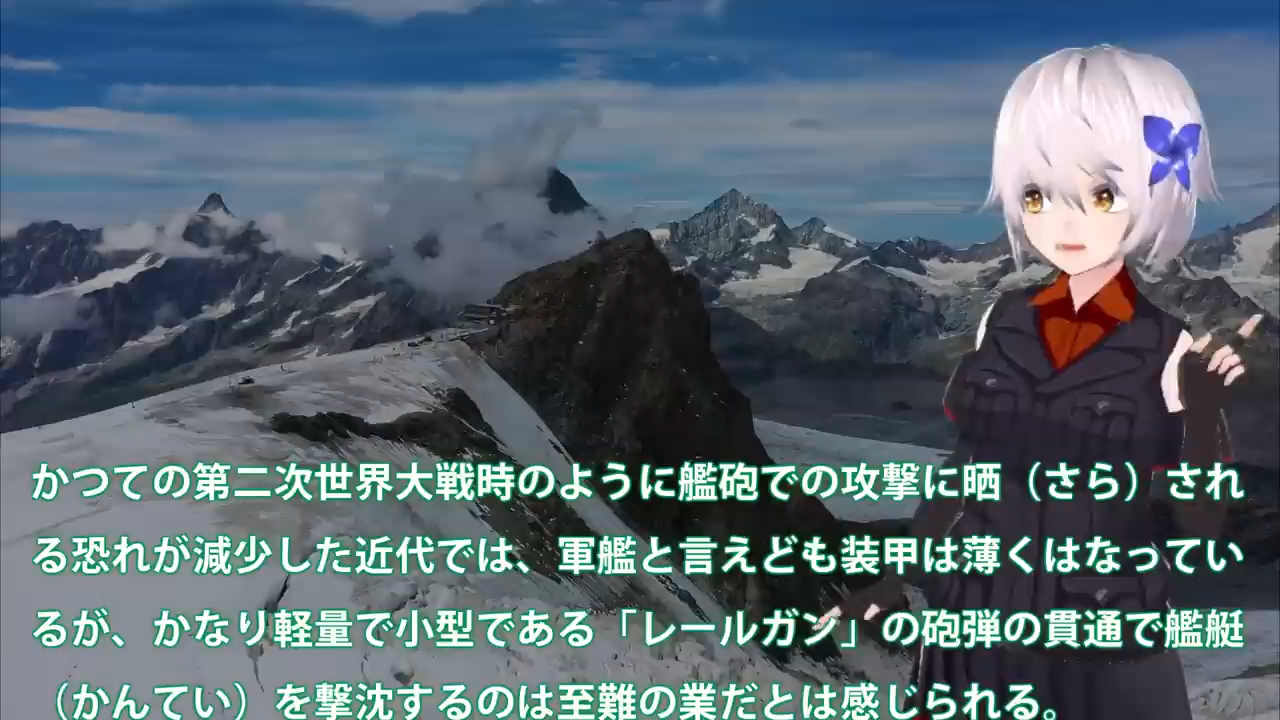 かつての第二次世界大戦時のように艦砲での攻撃に晒（さら）され
る恐れが減少した近代では、軍艦と言えども装甲は薄くはなってい
るが、かなり軽量で小型である「レールガン」の砲弾の貫通で艦艇
（かんてい）を撃沈するのは至難の業だとは感じられる。